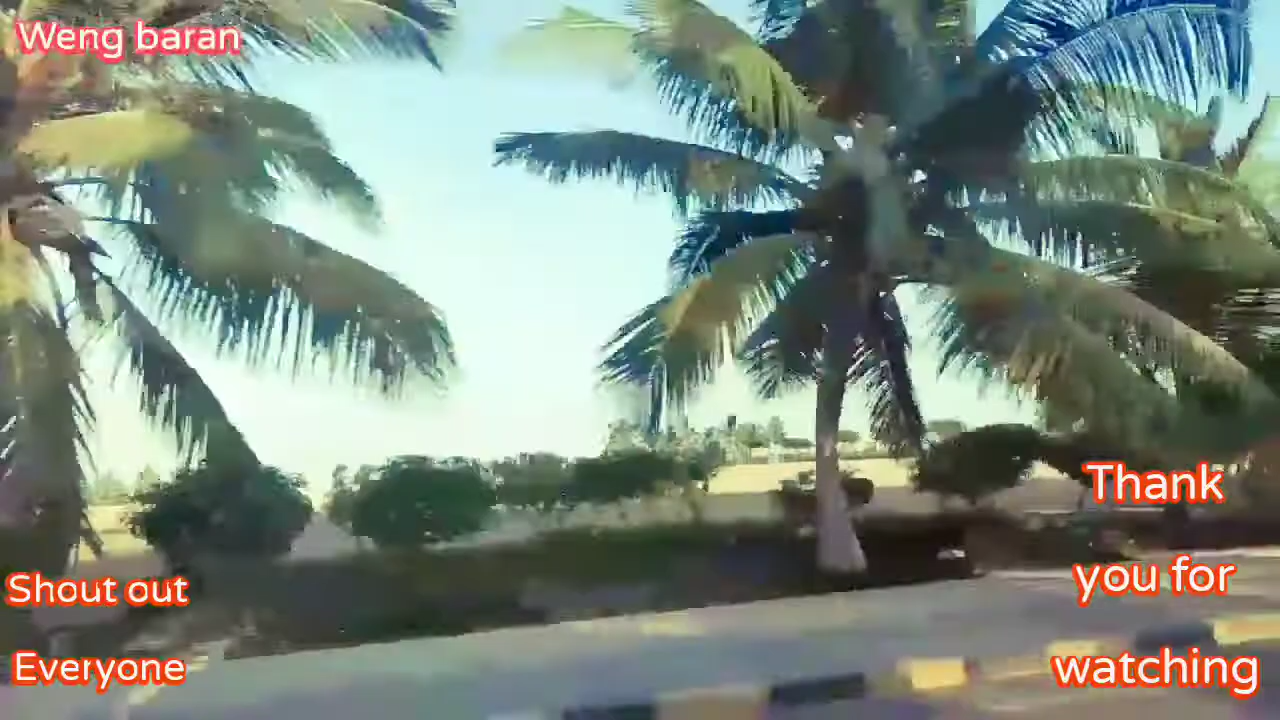 Weng baran
Shout out
Everyone
Thank
you for
watching